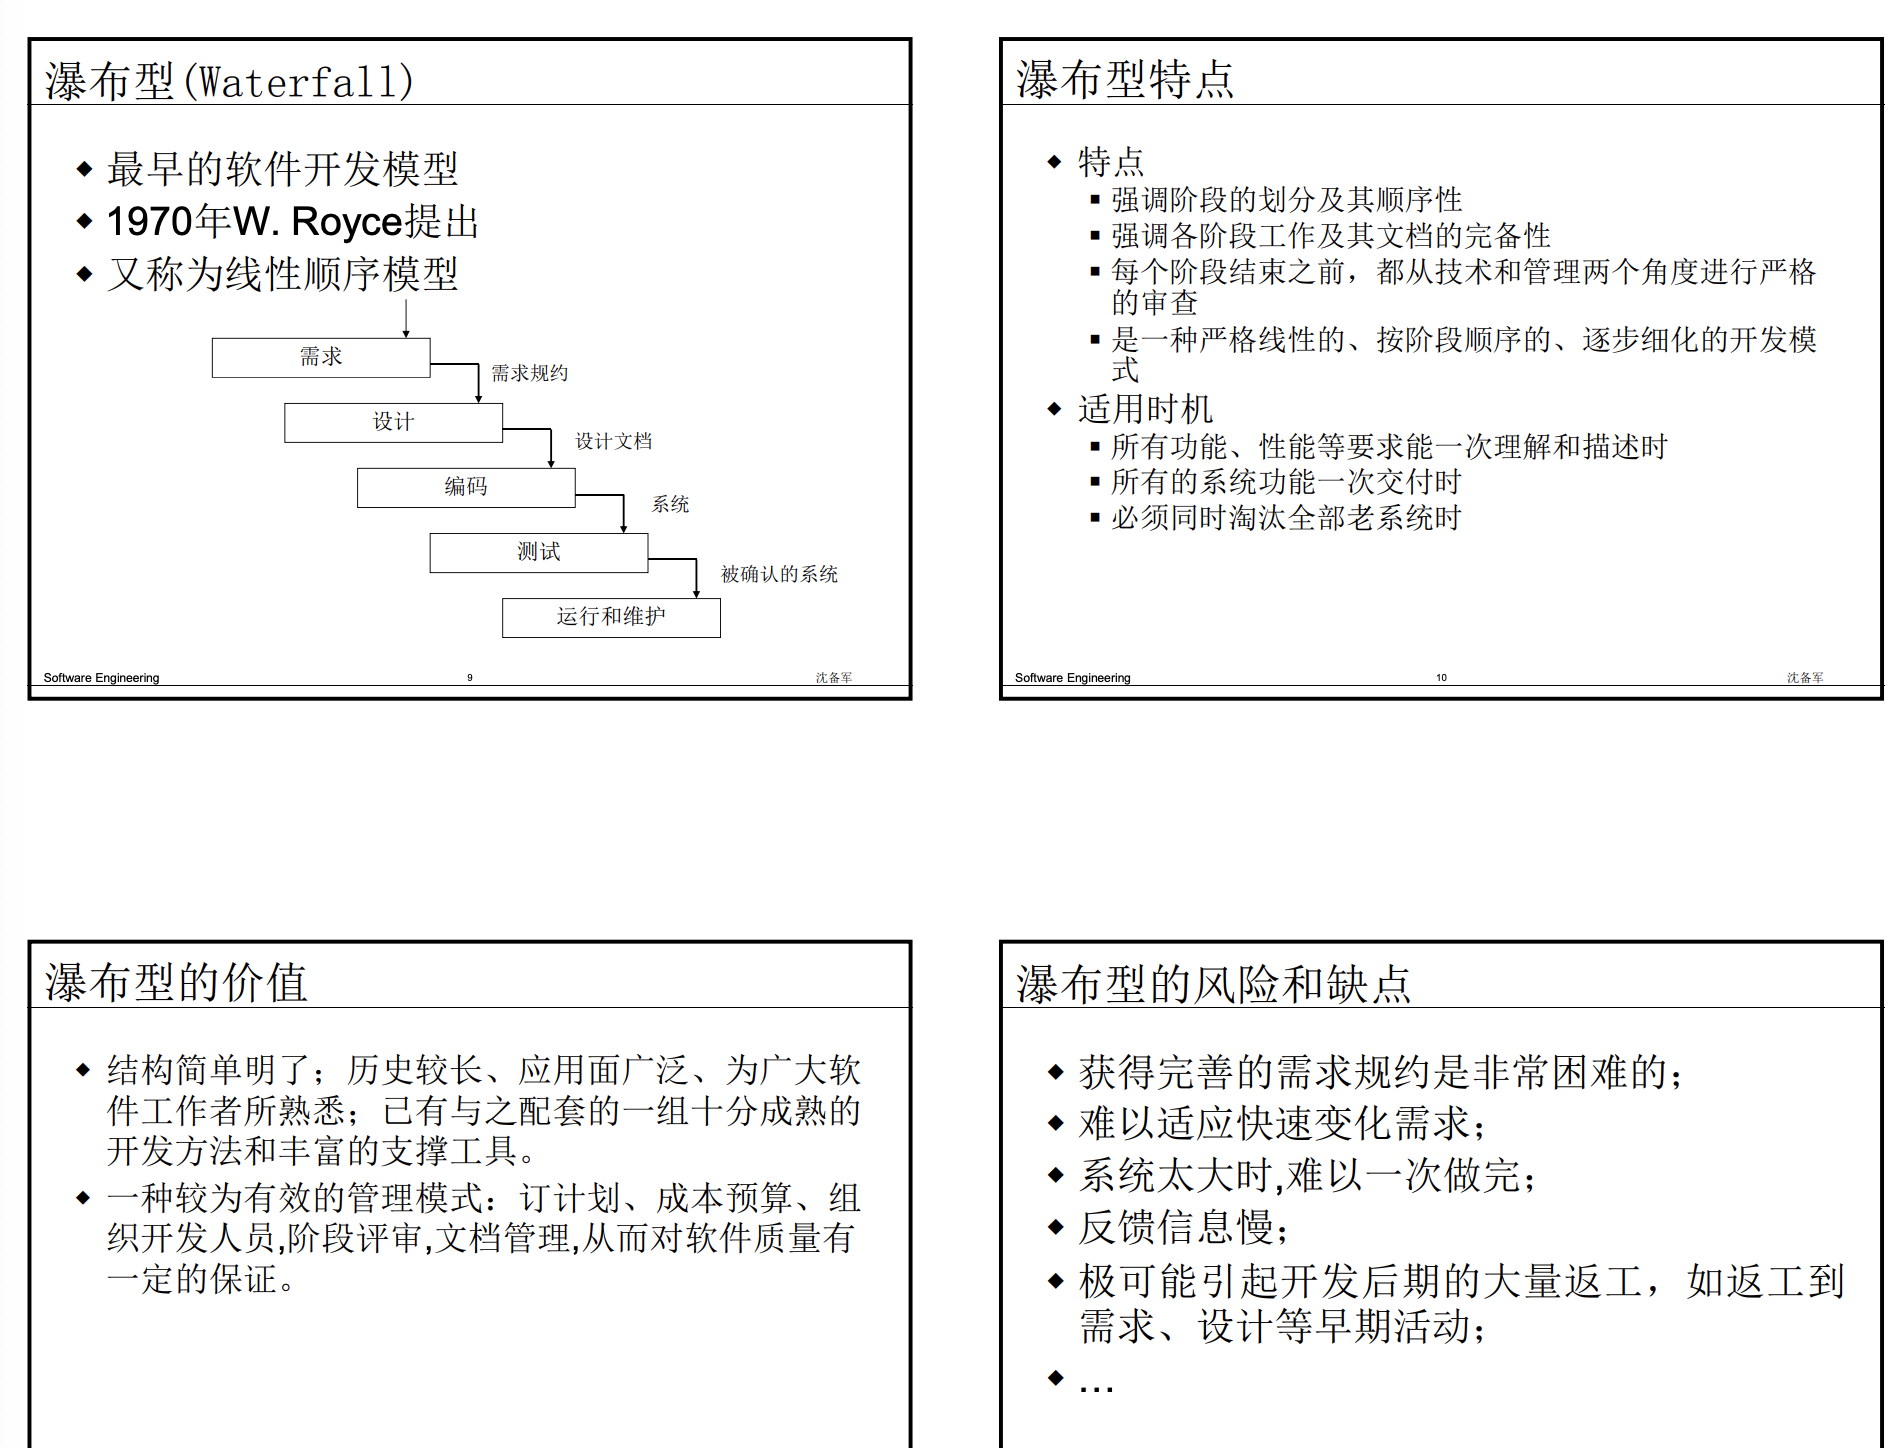 瀑布型(Waterfall)
最早的软件开发模型
1970年W. Royce提出
又称为线性顺序模型
需求
需求规约
设计
设计文档
编码
系统
测试
被确认的系统
运行和维护
Software Engineering 9 沈备军
瀑布型特点
特点
强调阶段的划分及其顺序性
强调各阶段工作及其文档的完备性
每个阶段结束之前，都从技术和管理两个角度进行严格
的审查
是一种严格线性的、按阶段顺序的、逐步细化的开发模
式
适用时机
所有功能、性能等要求能一次理解和描述时
所有的系统功能一次交付时
必须同时淘汰全部老系统时
Software Engineering 10 沈备军
瀑布型的价值
结构简单明了；历史较长、应用面广泛、为广大软
件工作者所熟悉；已有与之配套的一组十分成熟的
开发方法和丰富的支撑工具。
一种较为有效的管理模式：订计划、成本预算、组
织开发人员,阶段评审,文档管理,从而对软件质量有
一定的保证。
瀑布型的风险和缺点
获得完善的需求规约是非常困难的；
难以适应快速变化需求；
系统太大时,难以一次做完；
反馈信息慢；
极可能引起开发后期的大量返工，如返工到
需求、设计等早期活动；
…